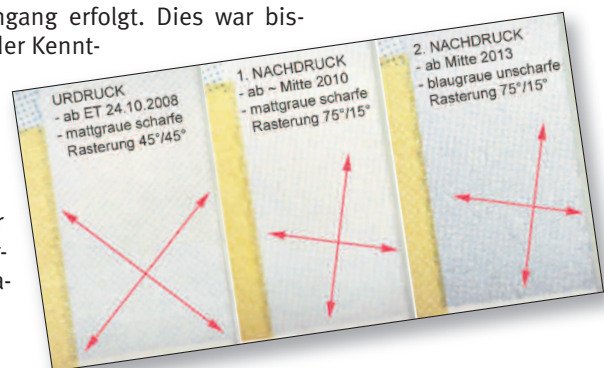 ngang erfolgt. Dies war bis-
der Kennt-
r
-
a-
URDRUCK
- ab ET 24.10.2008
- mattgraue scharfe
Rasterung 45°/45°
1. NACHDRUCK
- ab ~ Mitte 2010
- mattgraue scharfe
Rasterung 75°/15°
2. NACHDRUCK
- ab Mitte 2013
- blaugraue unscharfe
Rasterung 75°/15°